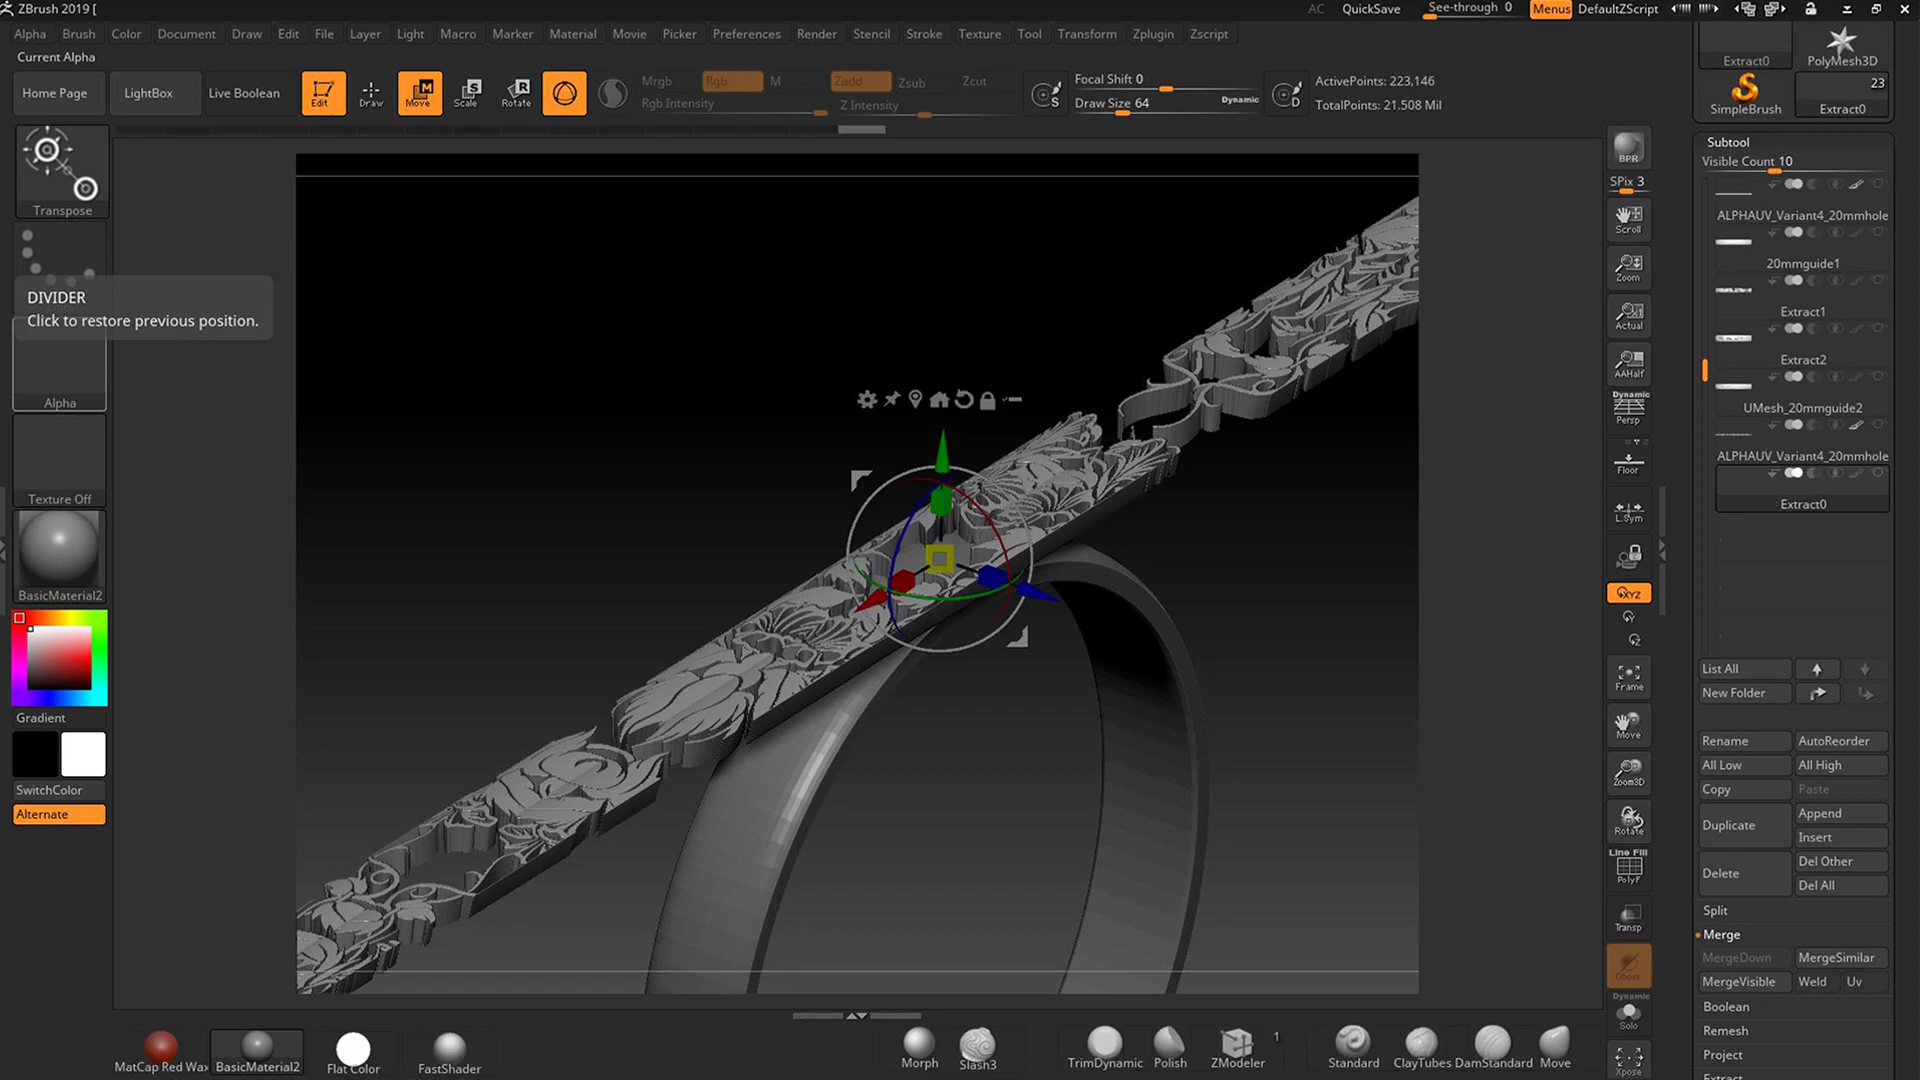 ZBrush 2019 [
AC QuickSave See-through 0 Menus DefaultZScript
Alpha Brush Color Document Draw Edit File Layer Light Macro Marker Material Movie Picker Preferences Render Stencil Stroke Texture Tool Transform Zplugin Zscript
Current Alpha
Home Page LightBox Live Boolean Edit Draw Move Scale Rotate
M S R
Mrgb Rgb M Zadd Zsub Zcut
Rgb Intensity Z Intensity
S Focal Shift 0
Draw Size 64 Dynamic
D ActivePoints: 223,146
TotalPoints: 21.508 Mil
Extract0 PolyMesh3D
23
SimpleBrush Extract0
Transpose
DIVIDER
Click to restore previous position.
Alpha
Texture Off
BasicMaterial2
Gradient
SwitchColor
Alternate
BPR
SPix 3
Scroll
Zoom
Actual
AAHalf
Dynamic
Persp
Floor
L.Sym
XYZ
Y
Z
Frame
Move
Zoom3D
Rotate
Line Fill
PolyF
Transp
Ghost
Dynamic
Solo
Xpose
Subtool
Visible Count 10
ALPHAUV_Variant4_20mmhole
20mmguide1
Extract1
Extract2
UMesh_20mmguide2
ALPHAUV_Variant4_20mmhole
Extract0
List All
New Folder
Rename AutoReorder
All Low All High
Copy Paste
Duplicate Append
Insert
Delete Del Other
Del All
Split
Merge
MergeDown MergeSimilar
MergeVisible Weld Uv
Boolean
Remesh
Project
Extract
MatCap Red Wax BasicMaterial2 Flat Color FastShader Morph Slash3 TrimDynamic Polish ZModeler 1 Standard ClayTubes DamStandard Move